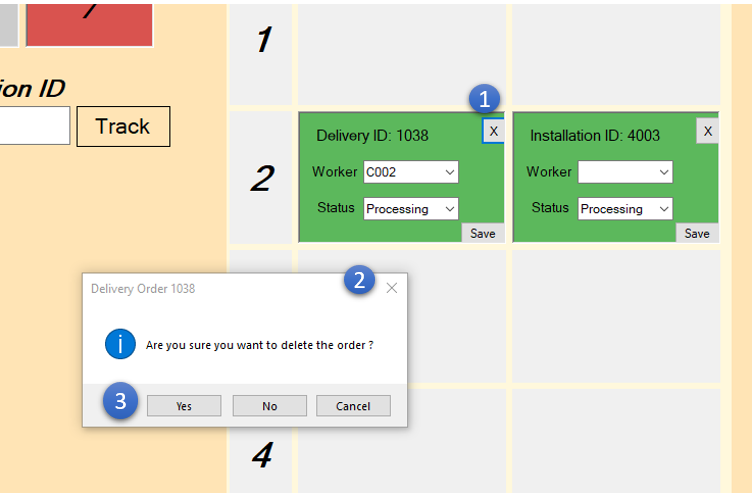 7
1
ion ID
Track
1
Delivery ID: 1038
X
Worker C002
Status Processing
Save
Installation ID: 4003
X
Worker
Status Processing
Save
2
Delivery Order 1038
2
i
Are you sure you want to delete the order ?
3
Yes
No
Cancel
4